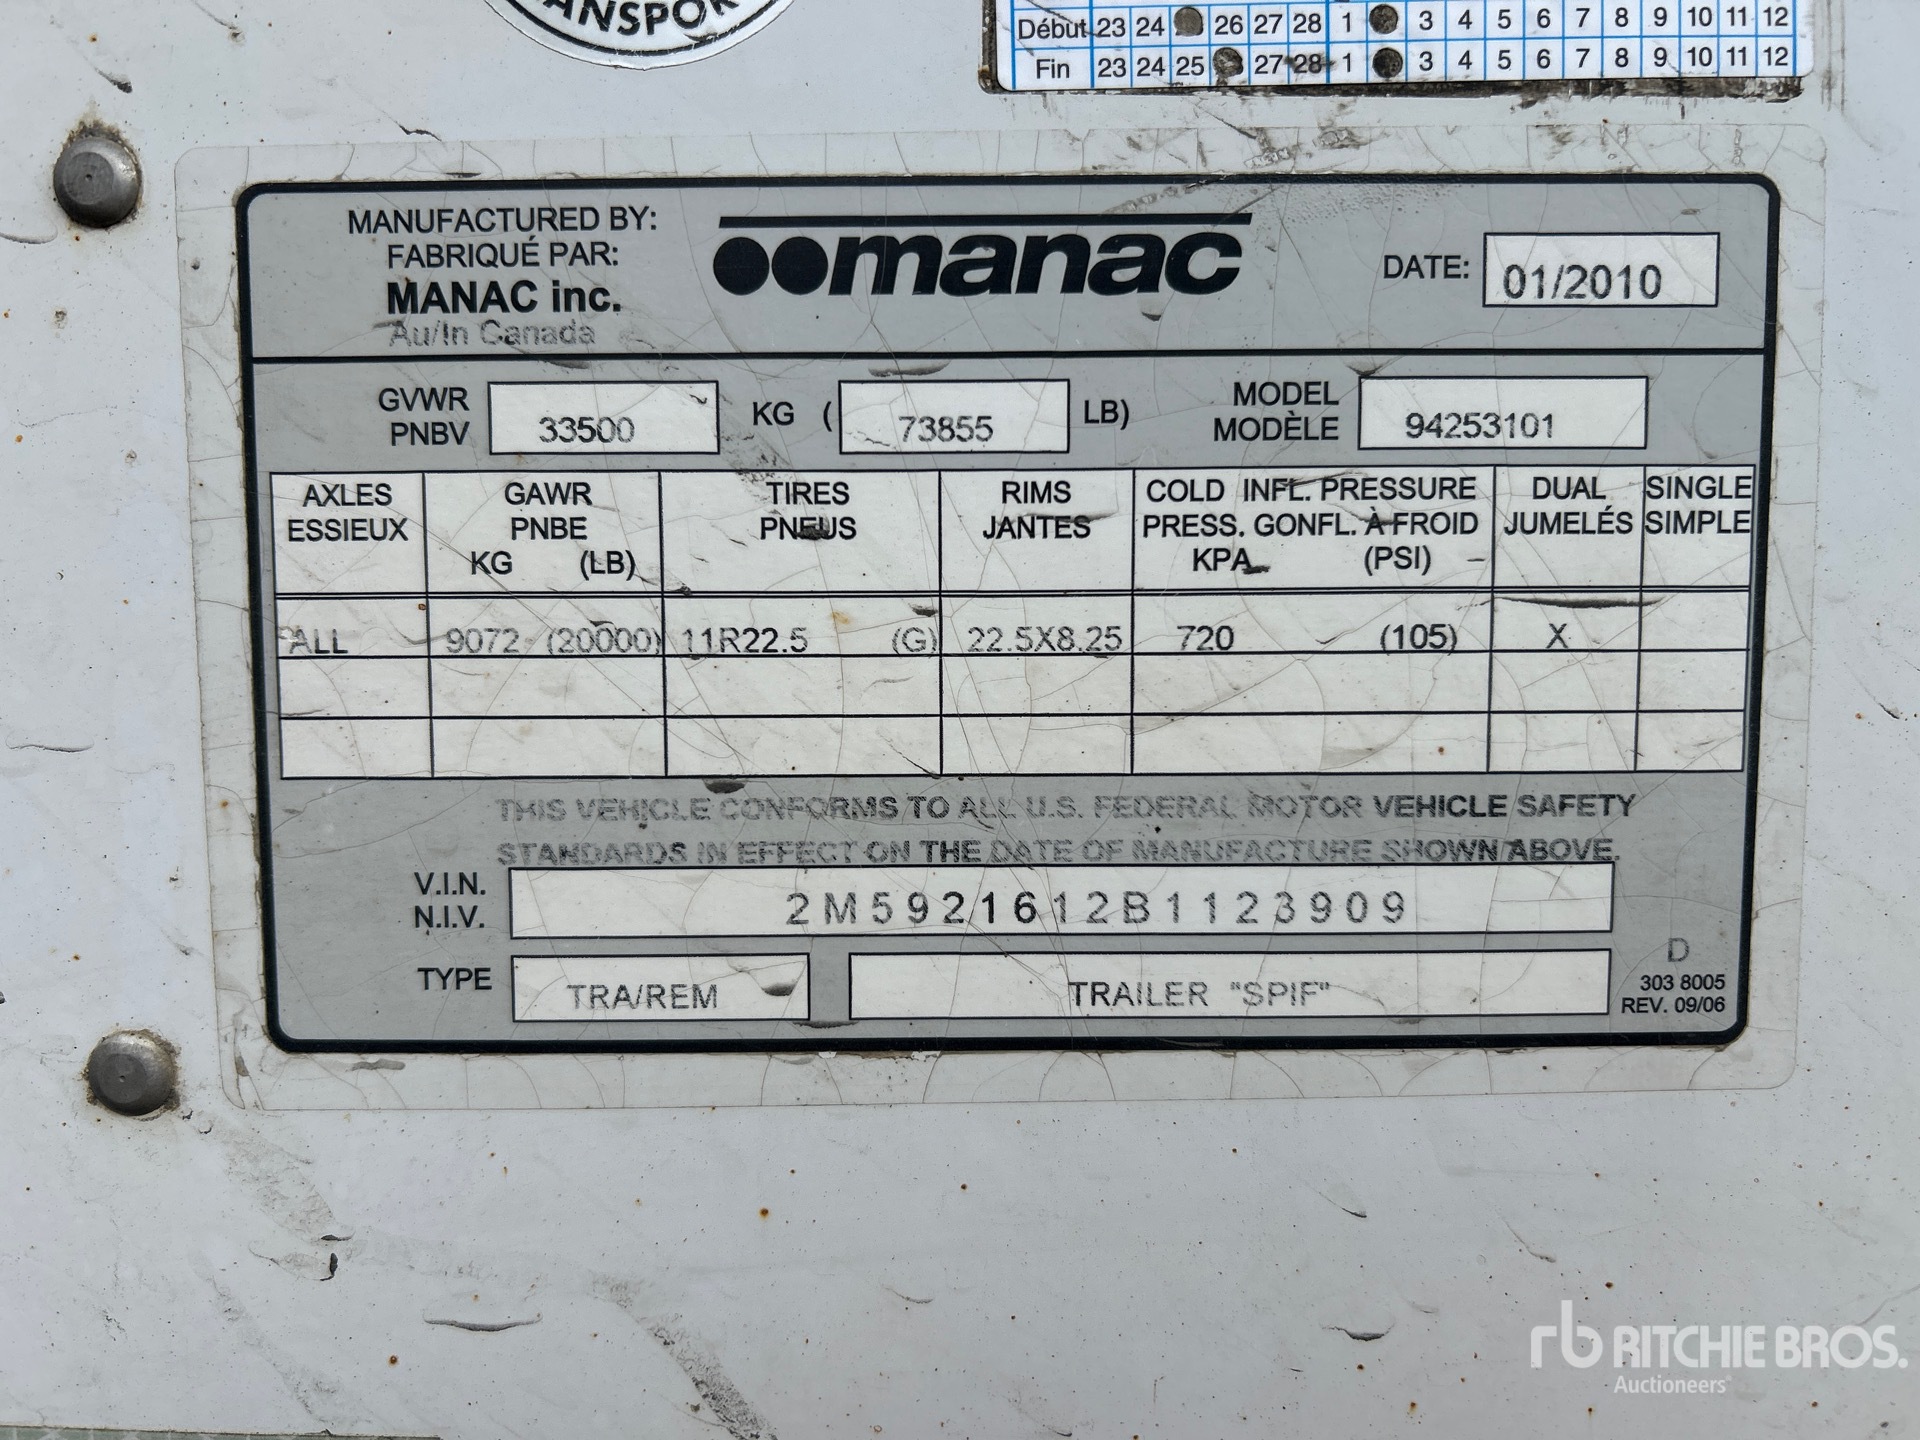 ANSPOR
Début 23 24 26 27 28 1 3 4 5 6 7 8 9 10 11 12
Fin 23 24 25 27 28 1 3 4 5 6 7 8 9 10 11 12
MANUFACTURED BY:
FABRIQUÉ PAR:
MANAC inc.
Au/In Canada
manac
DATE: 01/2010
GVWR
PNBV
33500 KG ( 73855 LB)
MODEL
MODÈLE
94253101
AXLES
ESSIEUX
GAWR
PNBE
KG (LB)
TIRES
PNEUS
RIMS
JANTES
COLD INFL. PRESSURE
PRESS. GONFL. À FROID
KPA (PSI)
DUAL
JUMELÉS
SINGLE
SIMPLE
ALL 9072 (20000) 11R22.5 (G) 22.5X8.25 720 (105) X
THIS VEHICLE CONFORMS TO ALL U.S. FEDERAL MOTOR VEHICLE SAFETY
STANDARDS IN EFFECT ON THE DATE OF MANUFACTURE SHOWN ABOVE.
V.I.N.
N.I.V.
2M5921612B1123909
TYPE TRA/REM TRAILER "SPIF"
D
303 8005
REV. 09/06
rb RITCHIE BROS.
Auctioneers